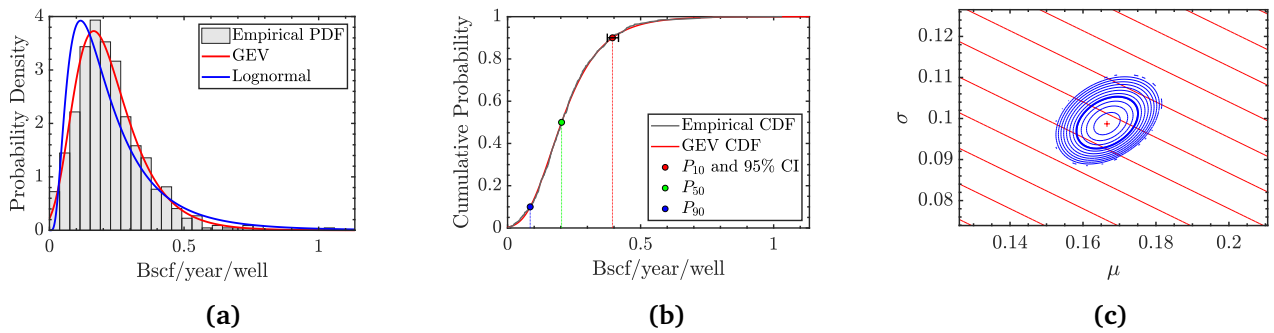 4
3
2
1
0
0
0.5
1
Probability Density
Bscf/year/well
Empirical PDF
GEV
Lognormal
(a)
1
0.8
0.6
0.4
0.2
0
0
0.5
1
Cumulative Probability
Bscf/year/well
Empirical CDF
GEV CDF
P10 and 95% CI
P50
P90
(b)
0.12
0.11
0.1
0.09
0.08
0.14
0.16
0.18
0.2
σ
μ
(c)